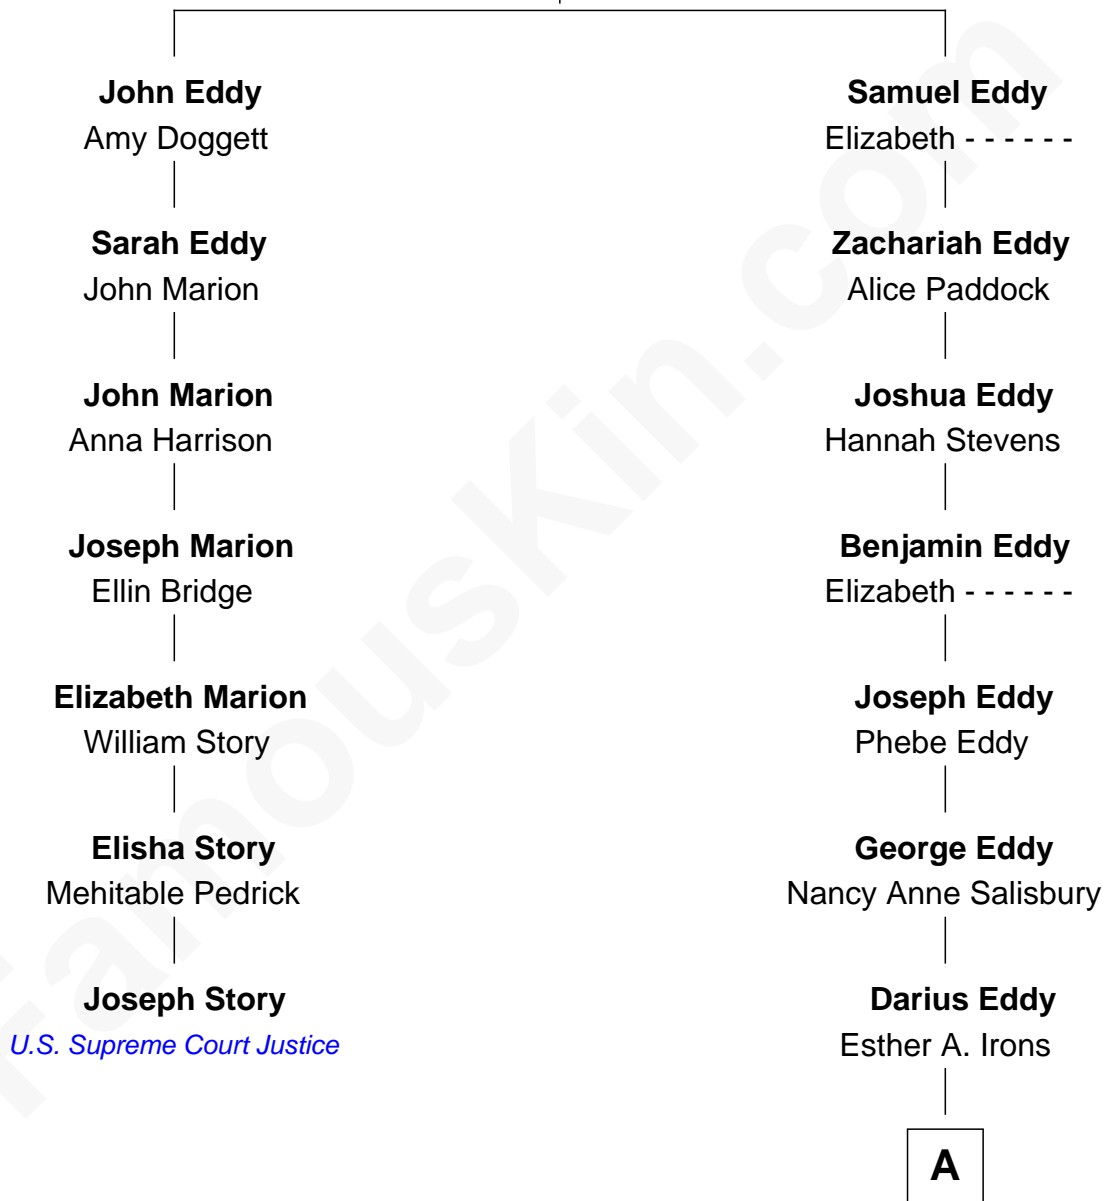 John Eddy
Amy Doggett
Sarah Eddy
John Marion
John Marion
Anna Harrison
Joseph Marion
Ellin Bridge
Elizabeth Marion
William Story
Elisha Story
Mehitable Pedrick
Joseph Story
U.S. Supreme Court Justice
Samuel Eddy
Elizabeth - - - - - -
Zachariah Eddy
Alice Paddock
Joshua Eddy
Hannah Stevens
Benjamin Eddy
Elizabeth - - - - - -
Joseph Eddy
Phebe Eddy
George Eddy
Nancy Anne Salisbury
Darius Eddy
Esther A. Irons
A
FamousKin.com